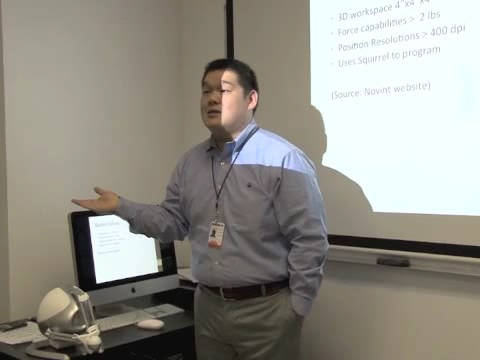 · 3D workspace 4"x4"x4"
· Force capabilities > 2 lbs
· Position Resolutions > 400 dpi
· Uses Squirrel to program
(Source: Novint website)